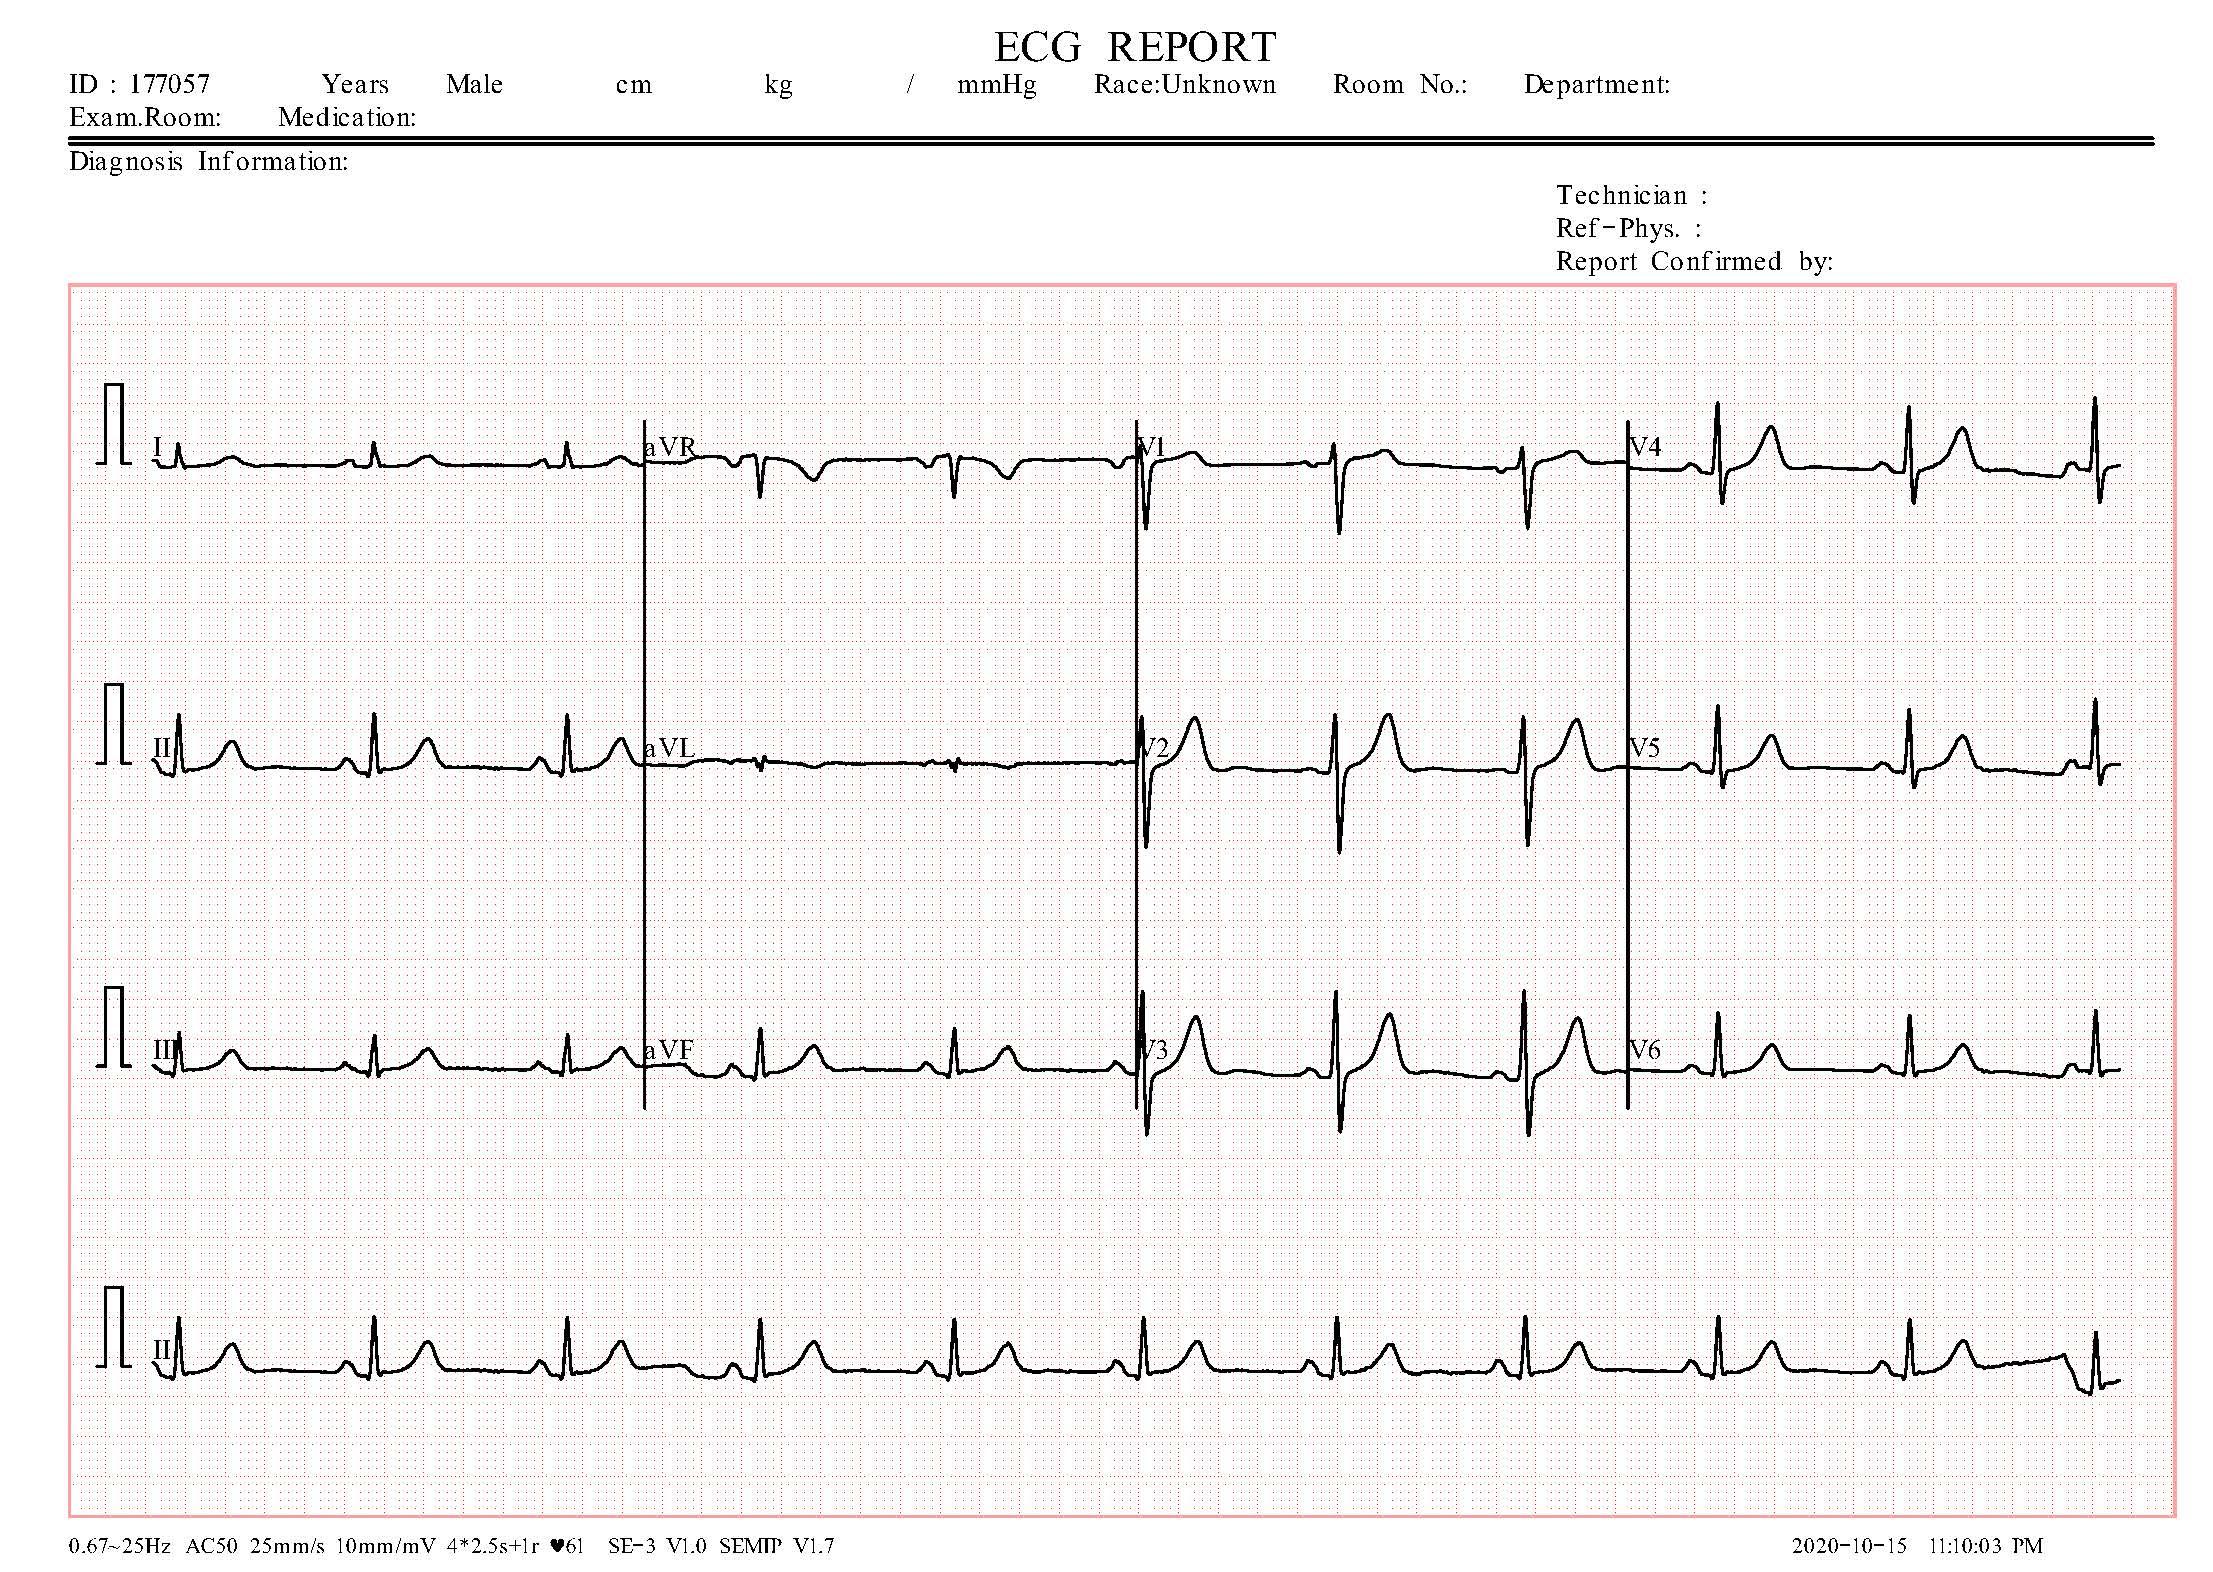 ECG REPORT
ID : 177057 Years Male cm kg / mmHg Race:Unknown Room No.: Department:
Exam.Room: Medication:
Diagnosis Information:
Technician :
Ref-Phys. :
Report Confirmed by:
I aVR V1 V4
II aVL V2 V5
III aVF V3 V6
II
0.67~25Hz AC50 25mm/s 10mm/mV 4*2.5s+1r ♥61 SE-3 V1.0 SEMIP V1.7 2020-10-15 11:10:03 PM